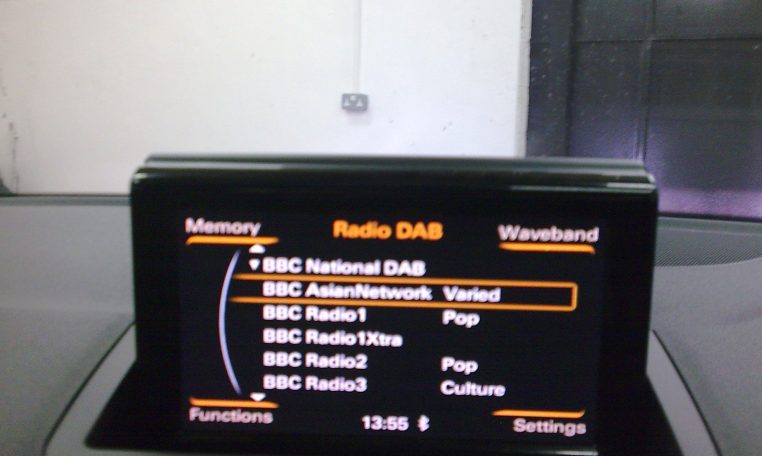 Memory Radio DAB Waveband
BBC National DAB
BBC AsianNetwork Varied
BBC Radio1 Pop
BBC Radio1Xtra
BBC Radio2 Pop
BBC Radio3 Culture
Functions 13:55 Settings